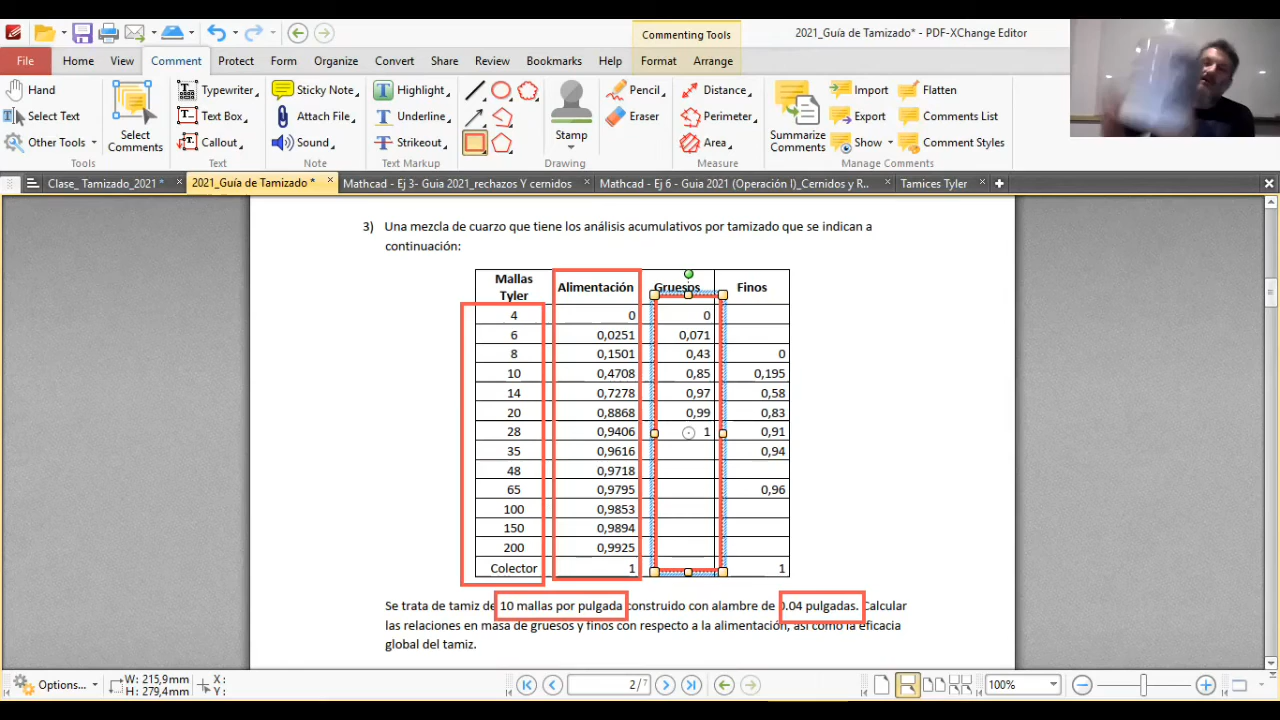 Commenting Tools
2021_Guía de Tamizado* - PDF-XChange Editor
File Home View Comment Protect Form Organize Convert Share Review Bookmarks Help Format Arrange
Hand
Select Text
Other Tools
Tools
Select Comments
Typewriter
Text Box
Callout
Text
Sticky Note
Attach File
Sound
Note
Highlight
Underline
Strikeout
Text Markup
Drawing
Pencil
Eraser
Stamp
Distance
Perimeter
Area
Measure
Summarize Comments
Import
Export
Show
Flatten
Comments List
Comment Styles
Manage Comments
Clase_ Tamizado_2021 * 2021_Guía de Tamizado * Mathcad - Ej 3- Guia 2021_rechazos Y cernidos Mathcad - Ej 6 - Guia 2021 (Operación I)_Cernidos y R... Tamices Tyler
3) Una mezcla de cuarzo que tiene los análisis acumulativos por tamizado que se indican a
continuación:
Mallas Tyler Alimentación Gruesos Finos
4 0 0
6 0,0251 0,071
8 0,1501 0,43 0
10 0,4708 0,85 0,195
14 0,7278 0,97 0,58
20 0,8868 0,99 0,83
28 0,9406 1 0,91
35 0,9616 0,94
48 0,9718
65 0,9795 0,96
100 0,9853
150 0,9894
200 0,9925
Colector 1 1
Se trata de tamiz de 10 mallas por pulgada construido con alambre de 0.04 pulgadas. Calcular
las relaciones en masa de gruesos y finos con respecto a la alimentación, así como la eficacia
global del tamiz.
Options...
W: 215,9mm
H: 279,4mm
X:
Y:
2/7
100%